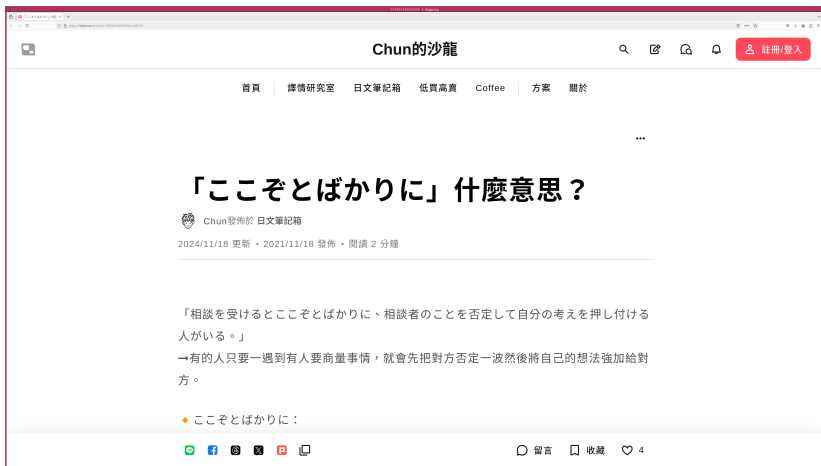 Chun的沙龍
註冊/登入
首頁
譯情研究室
日文筆記箱
低買高賣
Coffee
方案
關於
「ここぞとばかりに」什麼意思？
Chun發佈於 日文筆記箱
2024/11/18 更新 • 2021/11/18 發佈 • 閱讀 2 分鐘
「相談を受けるとここぞとばかりに、相談者のことを否定して自分の考えを押し付ける
人がいる。」
→有的人只要一遇到有人要商量事情，就會先把對方否定一波然後將自己的想法強加給對
方。
🔸ここぞとばかりに：
留言
收藏
4